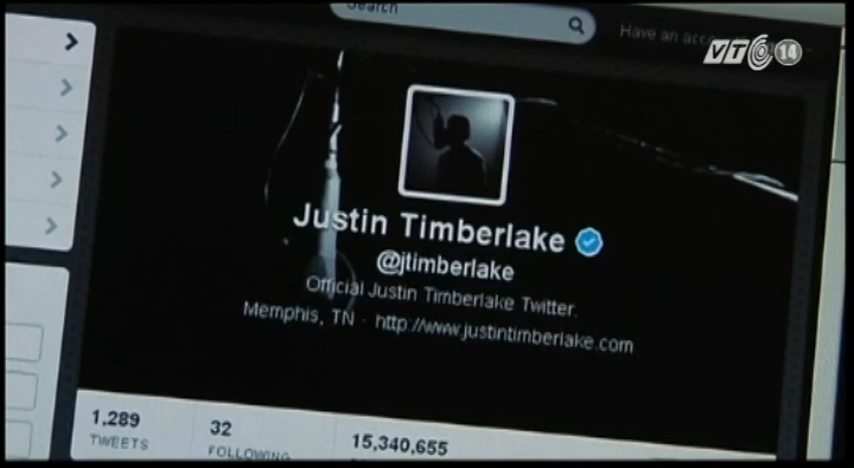 Search
Have an
VTC 14
Justin Timberlake
@jtimberlake
Official Justin Timberlake Twitter.
Memphis, TN · http://www.justintimberlake.com
1,289
32
15,340,655
TWEETS
FOLLOWING